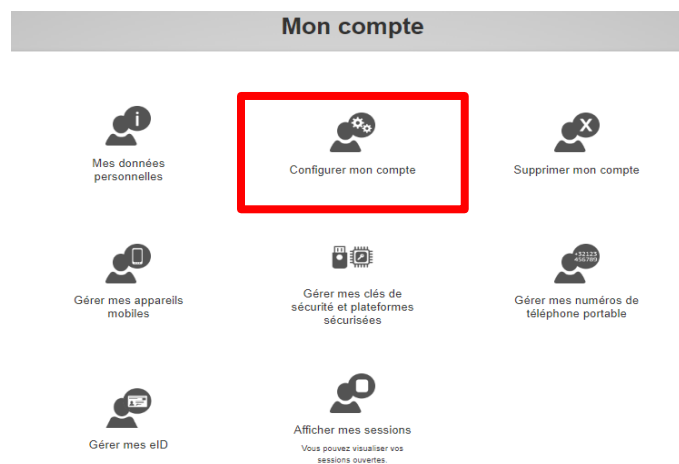 Mon compte
i
Mes données
personnelles
Configurer mon compte
X
Supprimer mon compte
Gérer mes appareils
mobiles
Gérer mes clés de
sécurité et plateformes
sécurisées
+32123
456789
Gérer mes numéros de
téléphone portable
Gérer mes eID
Afficher mes sessions
Vous pouvez visualiser vos
sessions ouvertes.